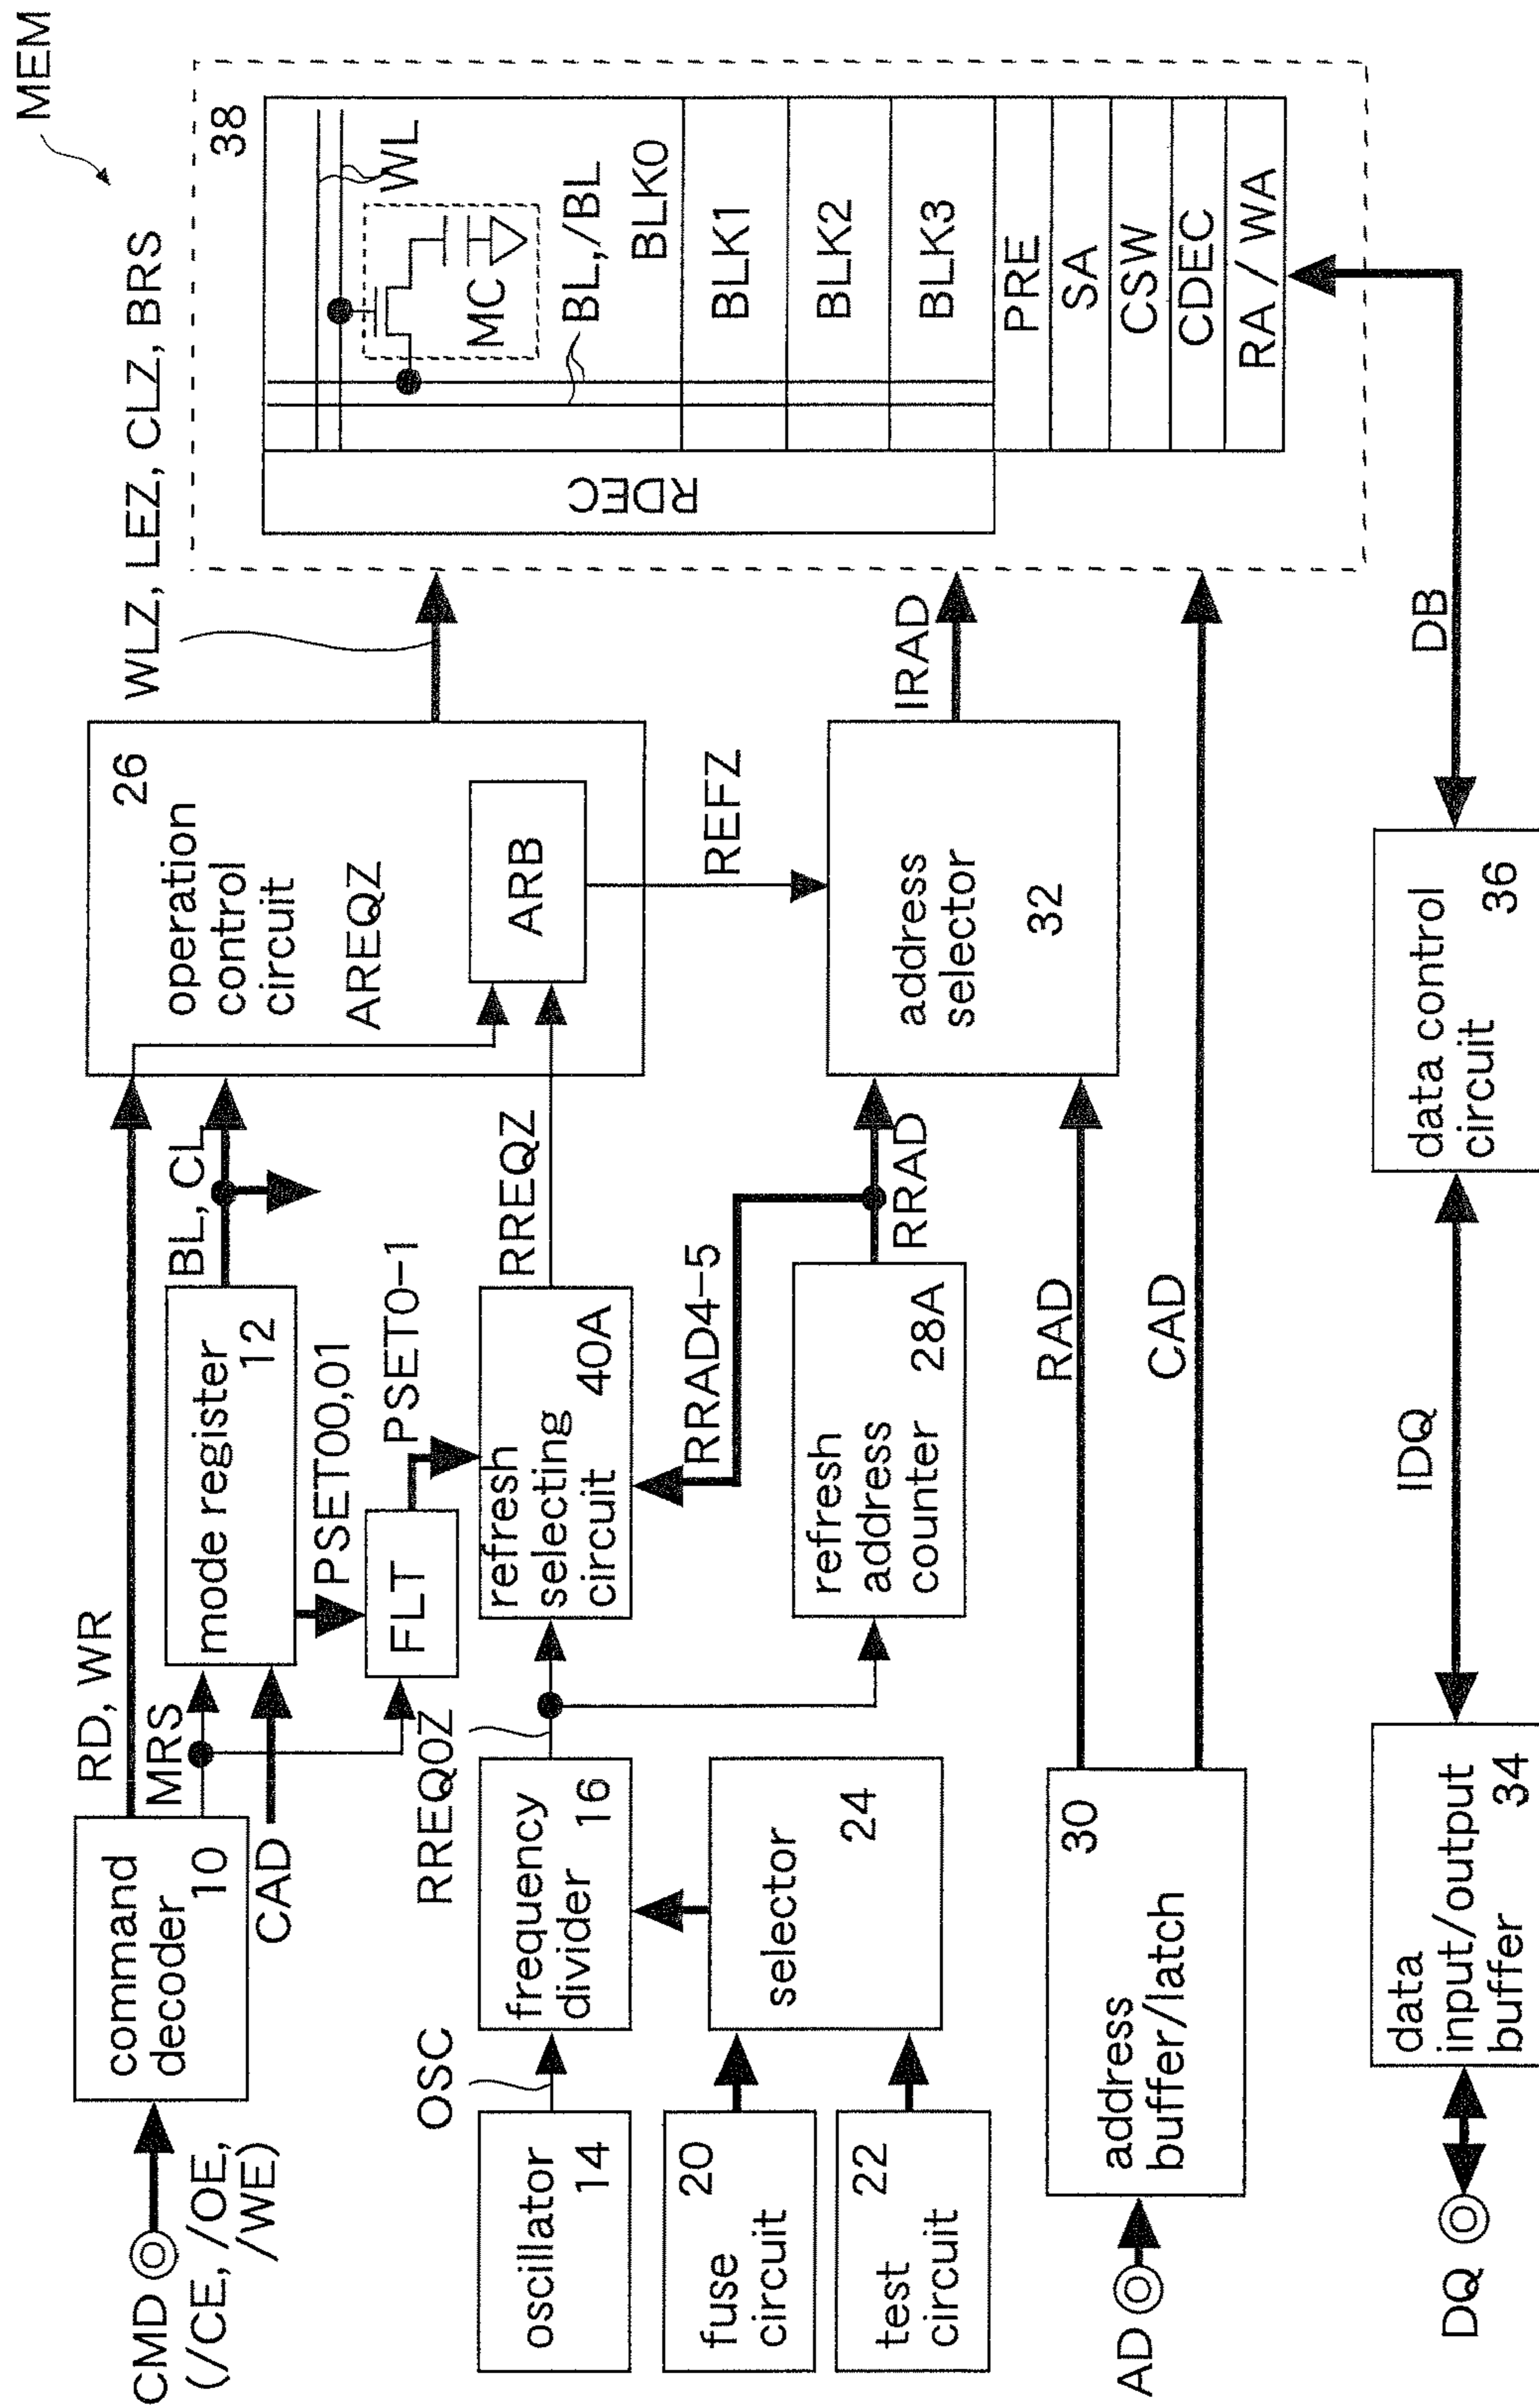 MEM
CMD
(/CE, /OE,
/WE)
command
decoder
10
RD, WR
MRS
CAD
mode register
12
BL, CL
PSET00,01
FLT
PSET0-1
operation
control
circuit
26
AREQZ
ARB
WLZ, LEZ, CLZ, BRS
OSC
oscillator
14
frequency
divider
16
RREQ0Z
refresh
selecting
circuit
40A
RREQZ
REFZ
fuse
circuit
20
test
circuit
22
selector
24
RRAD4-5
refresh
address
counter
28A
RRAD
address
selector
32
IRAD
AD
address
buffer/latch
30
RAD
CAD
DQ
data
input/output
buffer
34
IDQ
data control
circuit
36
DB
38
RDEC
WL
MC
BL,/BL
BLK0
BLK1
BLK2
BLK3
PRE
SA
CSW
CDEC
RA / WA